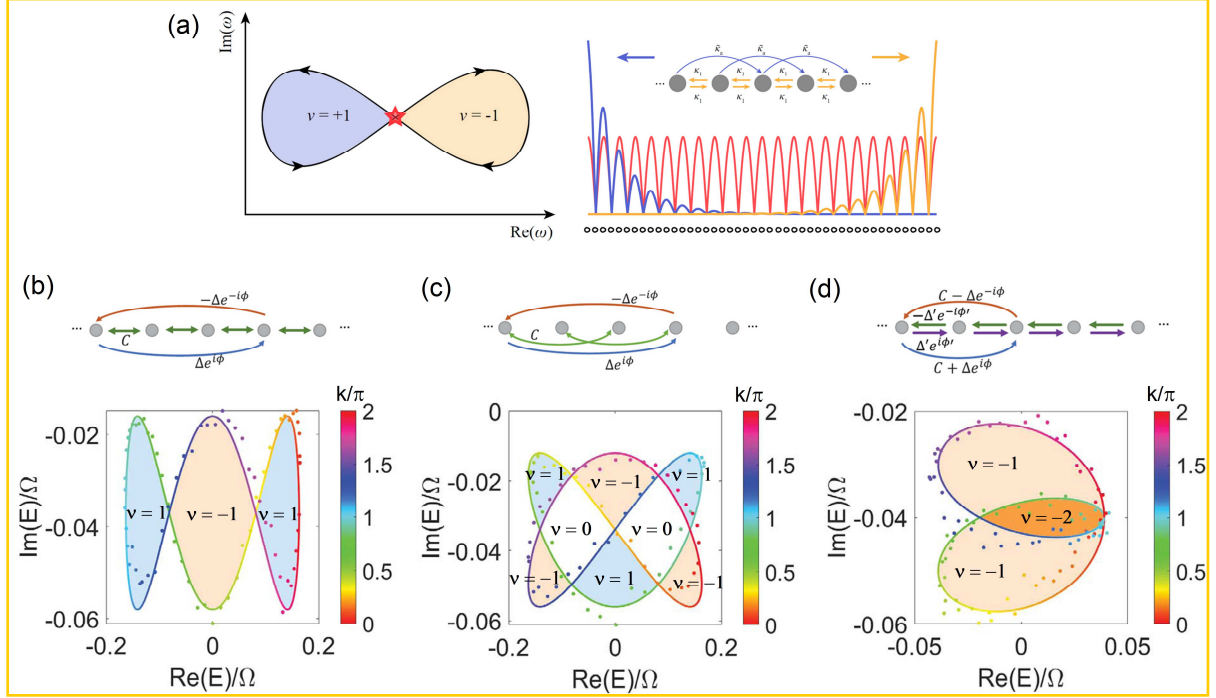 (a)
Im(ω)
Re(ω)
ν = +1
ν = -1
κ̃ₐ κ̃ₐ κ̃ₐ
... κ₁ κ₁ κ₁ κ₁ ...
κ₁ κ₁ κ₁ κ₁
(b)
−Δe^{−iϕ}
... C ...
Δe^{iϕ}
k/π
Im(E)/Ω
-0.02
-0.04
-0.06
ν = 1
ν = −1
ν = 1
-0.2 0 0.2
Re(E)/Ω
2
1.5
1
0.5
0
(c)
−Δe^{−iϕ}
... C ...
Δe^{iϕ}
k/π
Im(E)/Ω
0
-0.02
-0.04
-0.06
ν = 1
ν = −1
ν = 1
ν = 0
ν = 0
ν = −1
ν = 1
ν = −1
-0.2 0 0.2
Re(E)/Ω
2
1.5
1
0.5
0
(d)
C − Δe^{−iϕ}
... −Δ′e^{−iϕ′} ...
Δ′e^{iϕ′}
C + Δe^{iϕ}
k/π
Im(E)/Ω
-0.02
-0.04
-0.06
ν = −1
ν = −2
ν = −1
-0.05 0 0.05
Re(E)/Ω
2
1.5
1
0.5
0